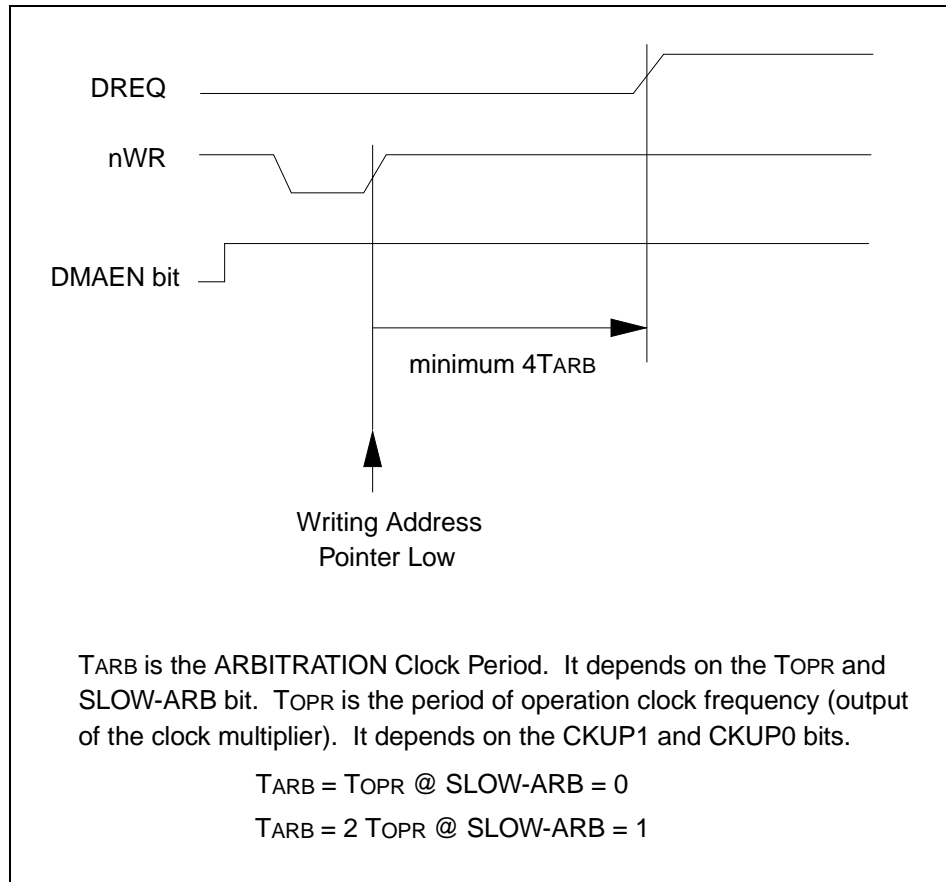 DREQ
nWR
DMAEN bit
minimum 4TARB
Writing Address
Pointer Low
TARB is the ARBITRATION Clock Period.  It depends on the TOPR and
SLOW-ARB bit.  TOPR is the period of operation clock frequency (output
of the clock multiplier).  It depends on the CKUP1 and CKUP0 bits.
TARB = TOPR @ SLOW-ARB = 0
TARB = 2 TOPR @ SLOW-ARB = 1